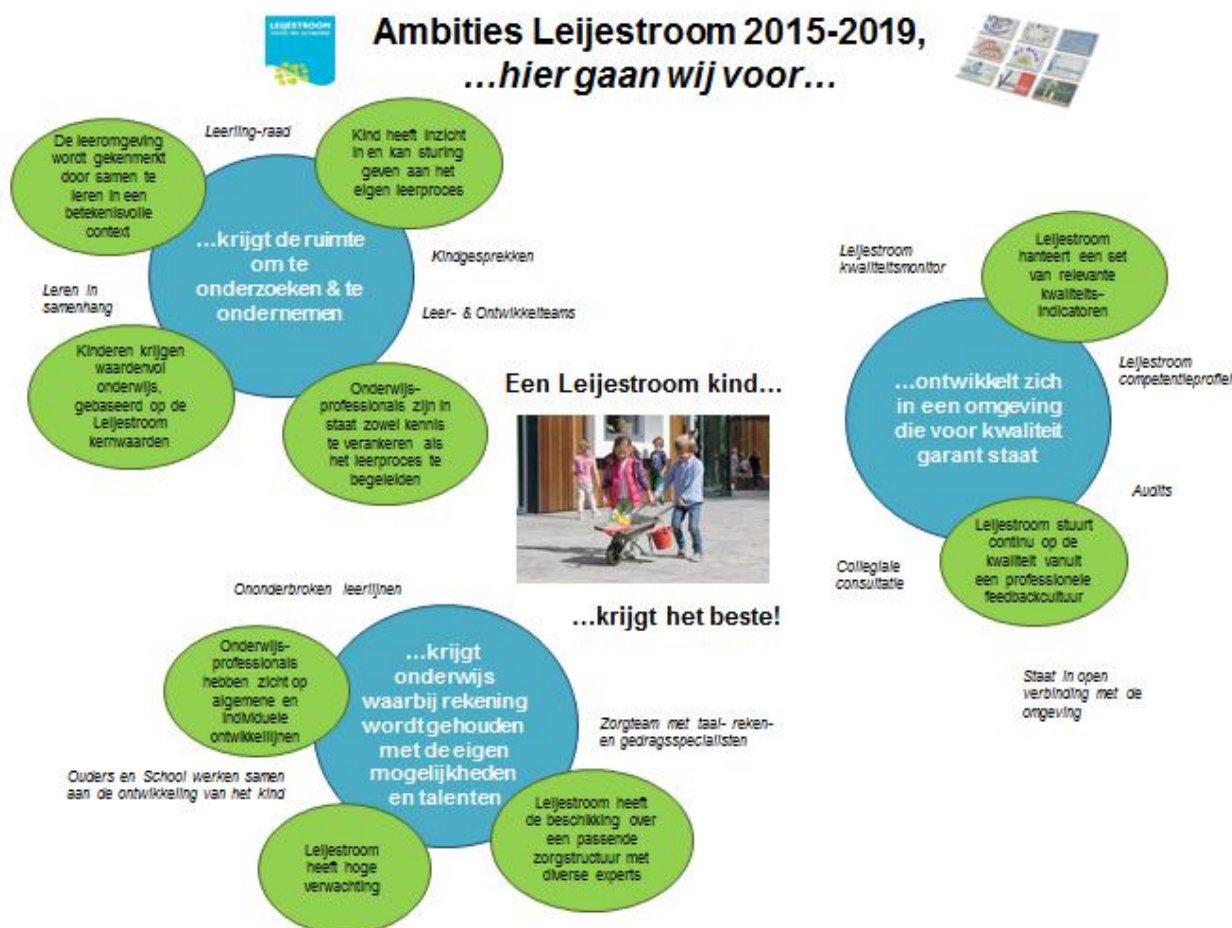 LEIJESTROOM
Ambities Leijestroom 2015-2019,
...hier gaan wij voor...
De leeromgeving
wordt gekenmerkt
door samen te
leren in een
betekenisvolle
context
Leerling-raad
Kind heeft inzicht
in en kan sturing
geven aan het
eigen leerproces
...krijgt de ruimte
om te
onderzoeken & te
ondernemen
Kindgesprekken
Leer- & Ontwikkelteams
Leren in
samenhang
Kinderen krijgen
waardenvol
onderwijs,
gebaseerd op de
Leijestroom
kernwaarden
Onderwijs-
professionals zijn in
staat zowel kennis
te verankeren als
het leerproces te
begeleiden
Een Leijestroom kind...
...krijgt het beste!
Leijestroom
kwaliteitsmonitor
Leijestroom
hanteert een set
van relevante
kwaliteits-
indicatoren
...ontwikkelt zich
in een omgeving
die voor kwaliteit
garant staat
Leijestroom
competentieprofiel
Audits
Collegiale
consultatie
Leijestroom stuurt
continu op de
kwaliteit vanuit
een professionele
feedbackcultuur
Staat in open
verbinding met de
omgeving
Ononderbroken leerlijnen
Onderwijs-
professionals
hebben zicht op
algemene en
individuele
ontwikkellijnen
...krijgt
onderwijs
waarbij rekening
wordt gehouden
met de eigen
mogelijkheden
en talenten
Zorgteam met taal- reken-
en gedragsspecialisten
Ouders en School werken samen
aan de ontwikkeling van het kind
Leijestroom
heeft hoge
verwachting
Leijestroom heeft
de beschikking over
een passende
zorgstructuur met
diverse experts